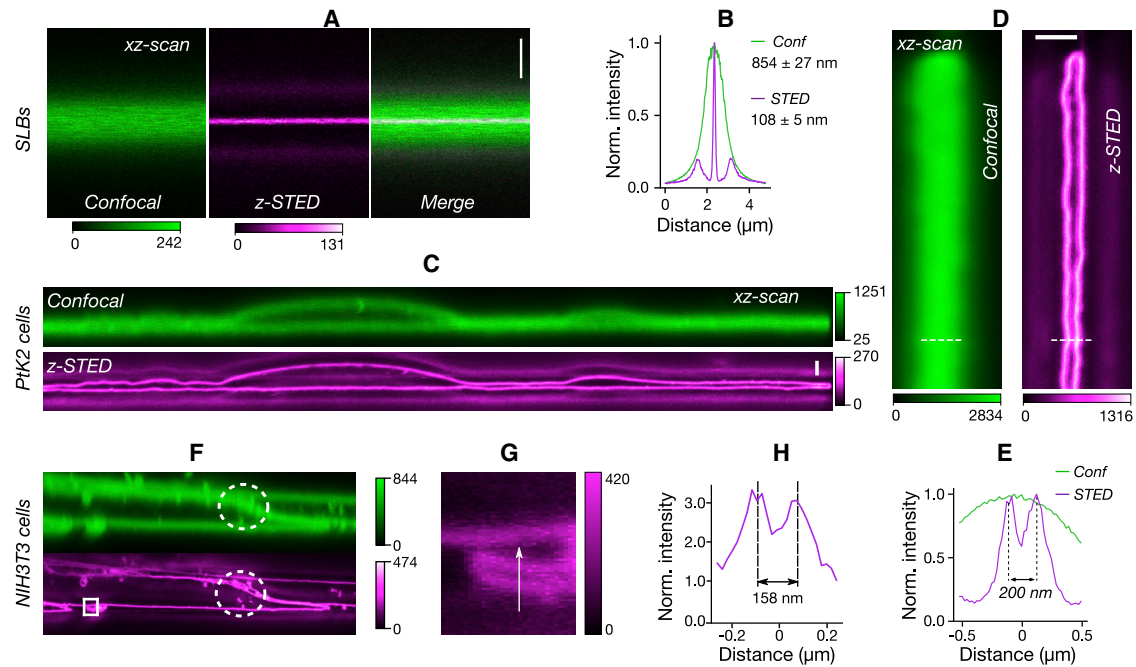 A
SLBs
xz-scan
Confocal
z-STED
Merge
0 242
0 131
B
Norm. intensity
1.0
0.5
0.0
0 2 4
Distance (µm)
Conf
854 ± 27 nm
STED
108 ± 5 nm
C
PtK2 cells
Confocal
xz-scan
1251
25
z-STED
270
0
D
xz-scan
Confocal
z-STED
0 2834
0 1316
F
NIH3T3 cells
844
0
474
0
G
420
0
H
Norm. intensity
3.0
2.0
1.0
158 nm
-0.2 0 0.2
Distance (µm)
E
Conf
STED
Norm. intensity
1.0
0.5
0.0
200 nm
-0.5 0 0.5
Distance (µm)